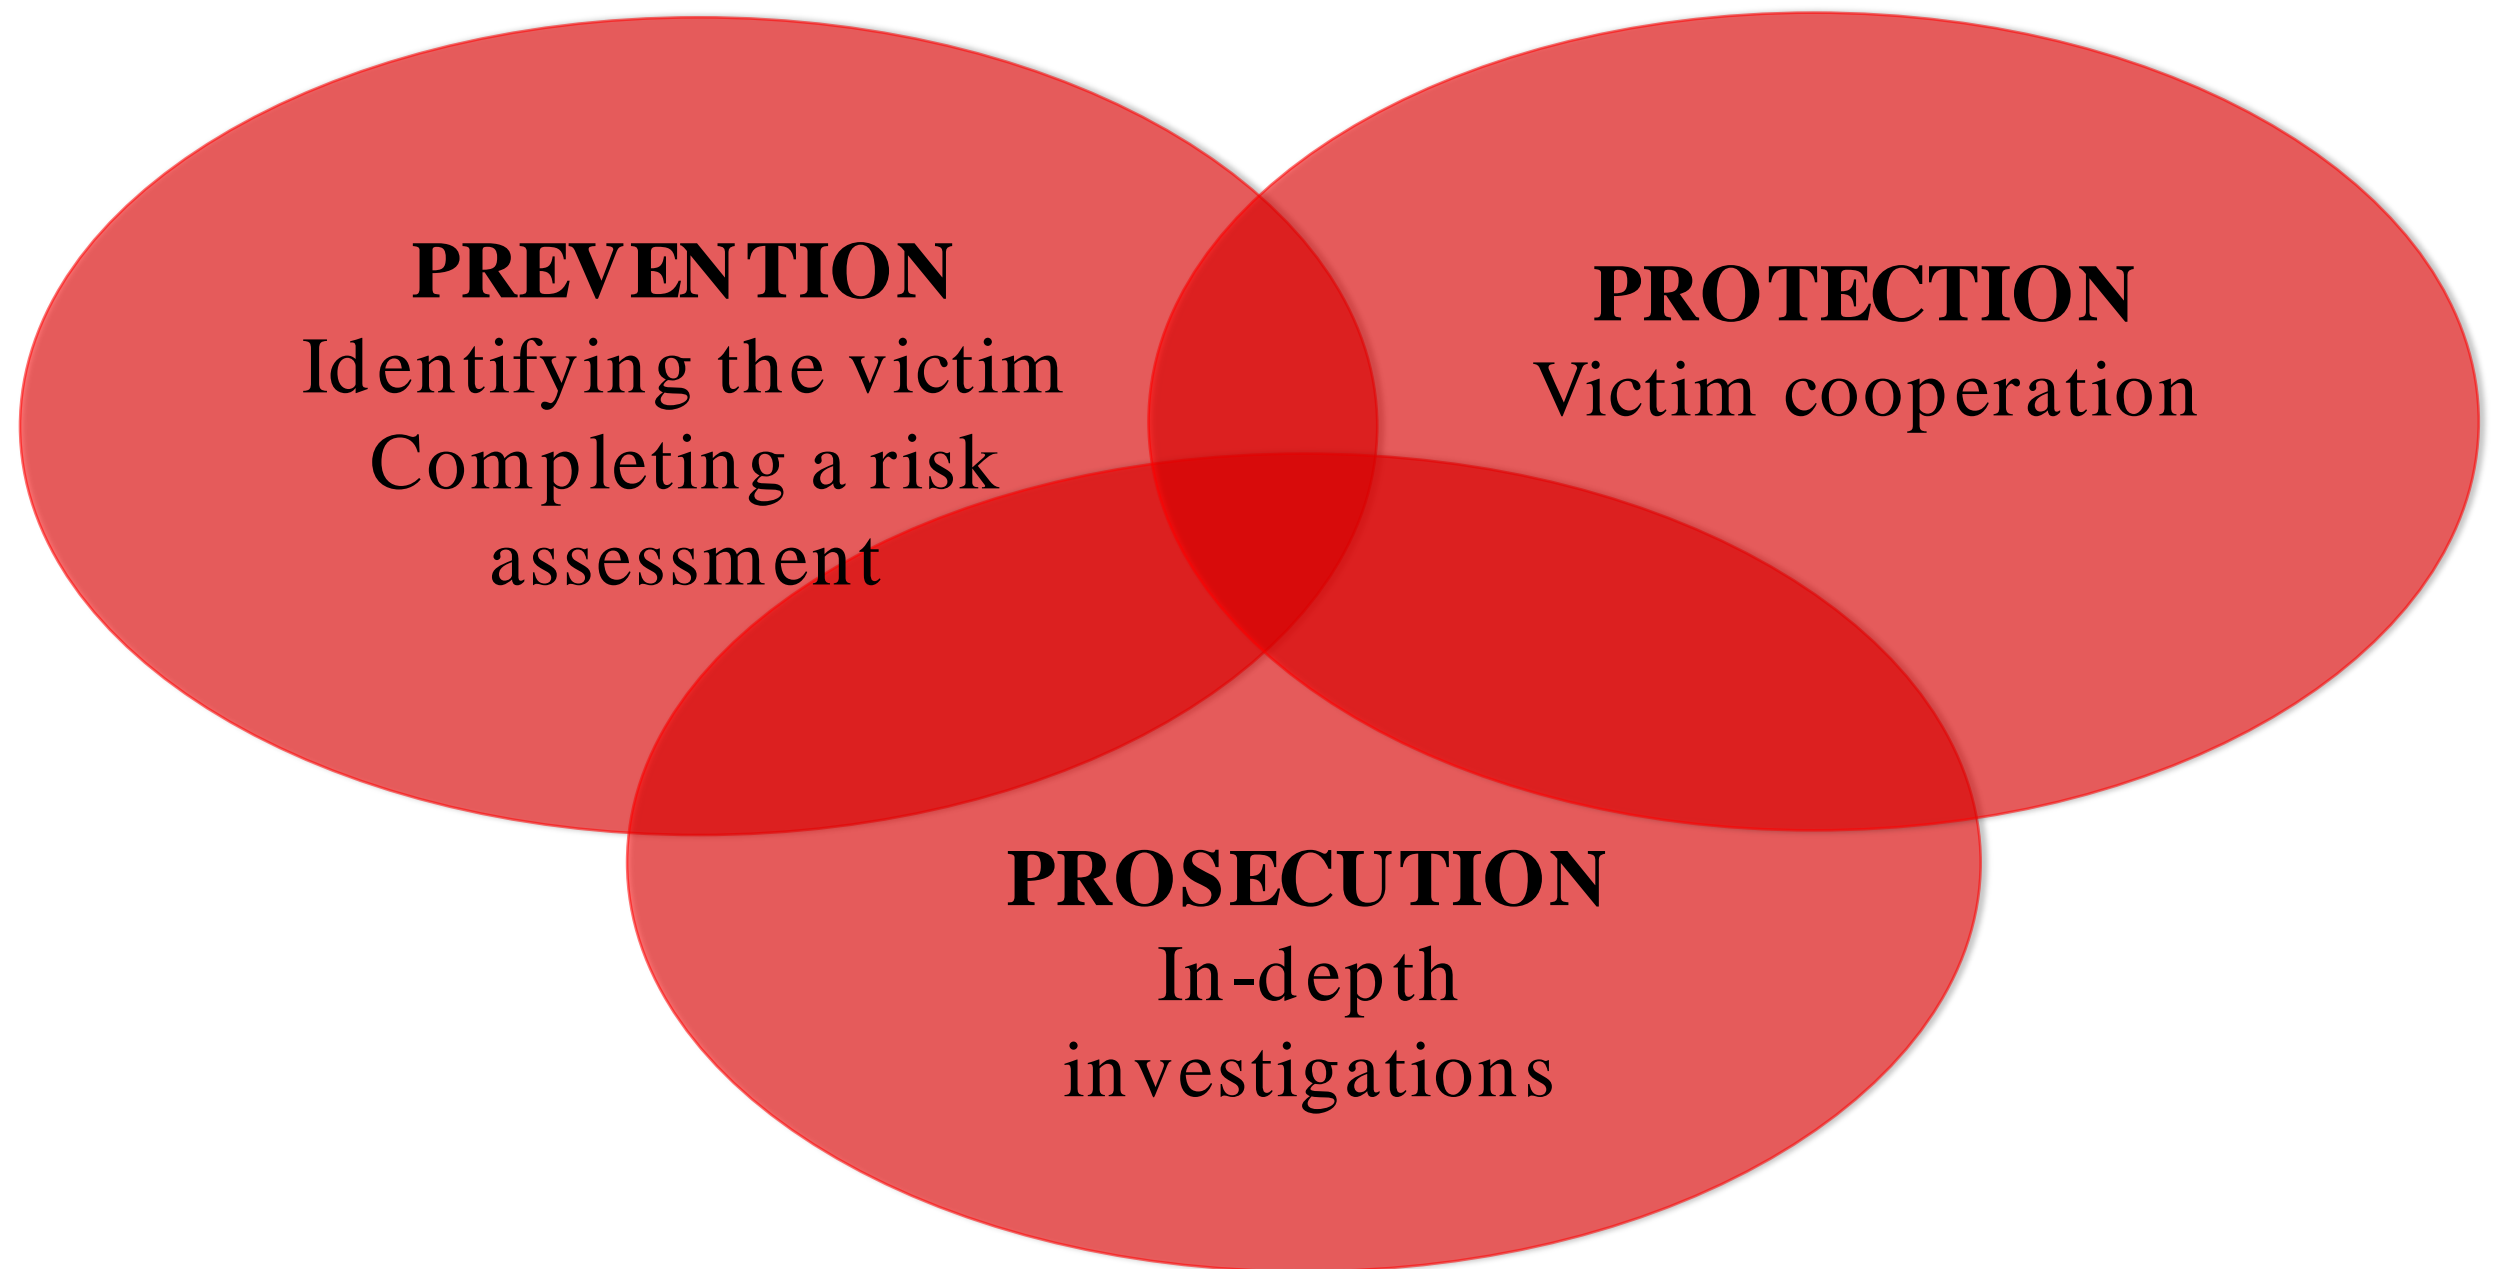 PREVENTION
Identifying the victim
Completing a risk
assessment
PROTECTION
Victim cooperation
PROSECUTION
In-depth
investigations